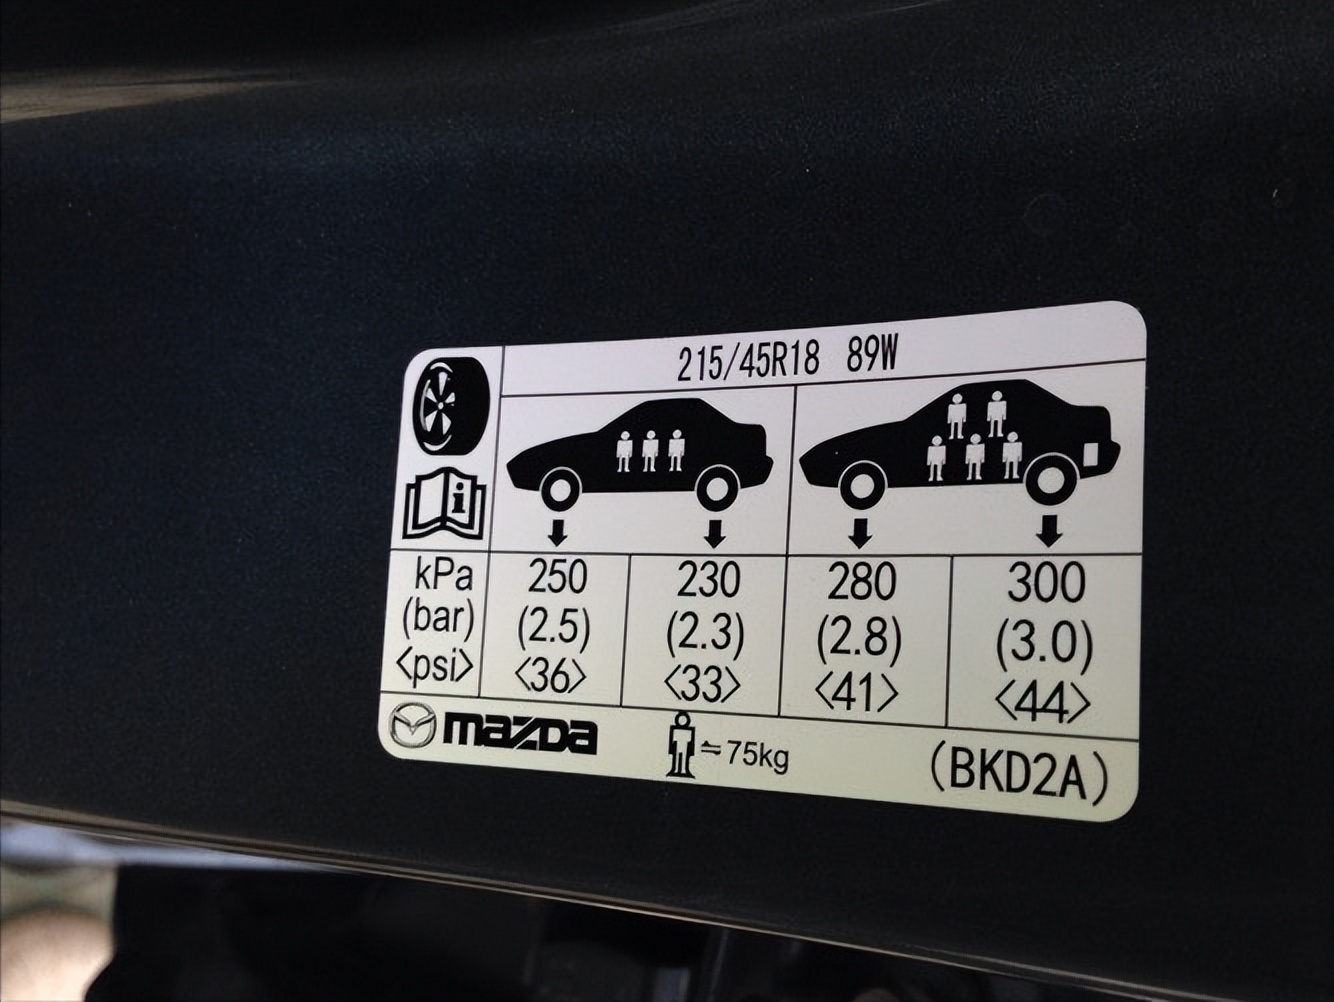 215/45R18 89W
kPa 250 230 280 300
(bar) (2.5) (2.3) (2.8) (3.0)
<psi> <36> <33> <41> <44>
mazda ≒75kg (BKD2A)